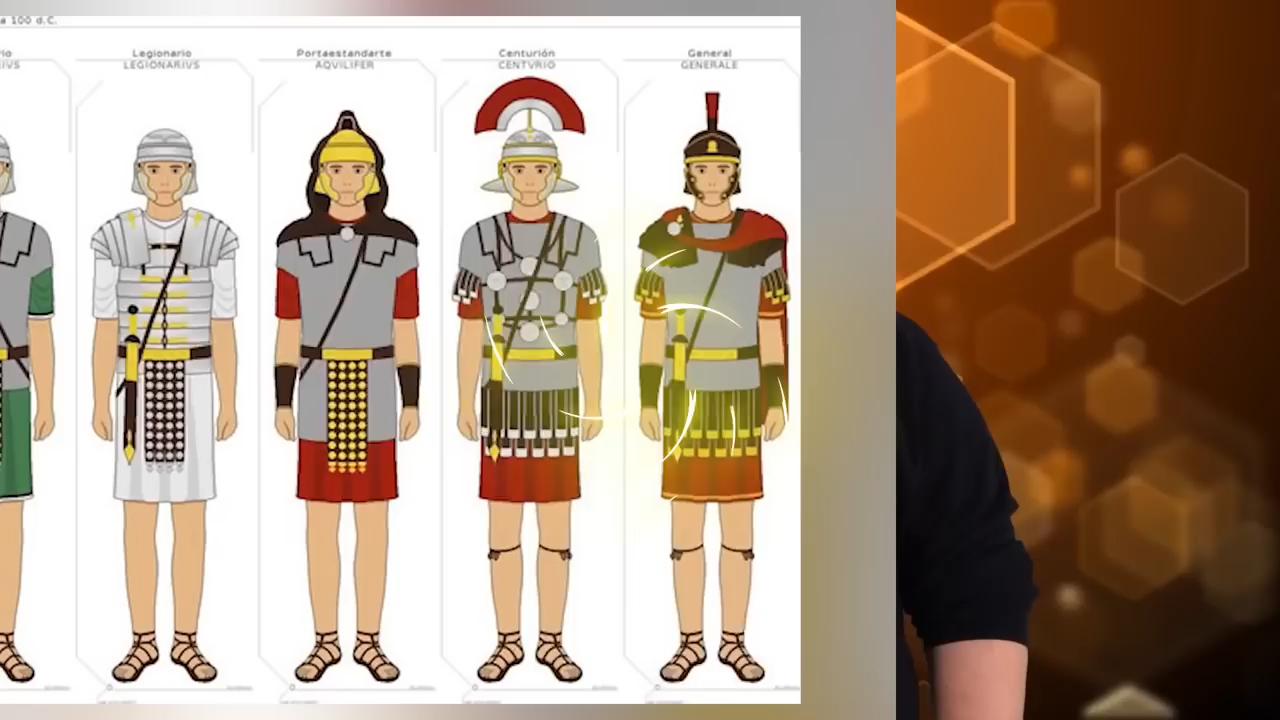 a 100 d.C.
Legionario
LEGIONARIVS
Portaestandarte
AQVILIFER
Centurión
CENTVRIO
General
GENERALE